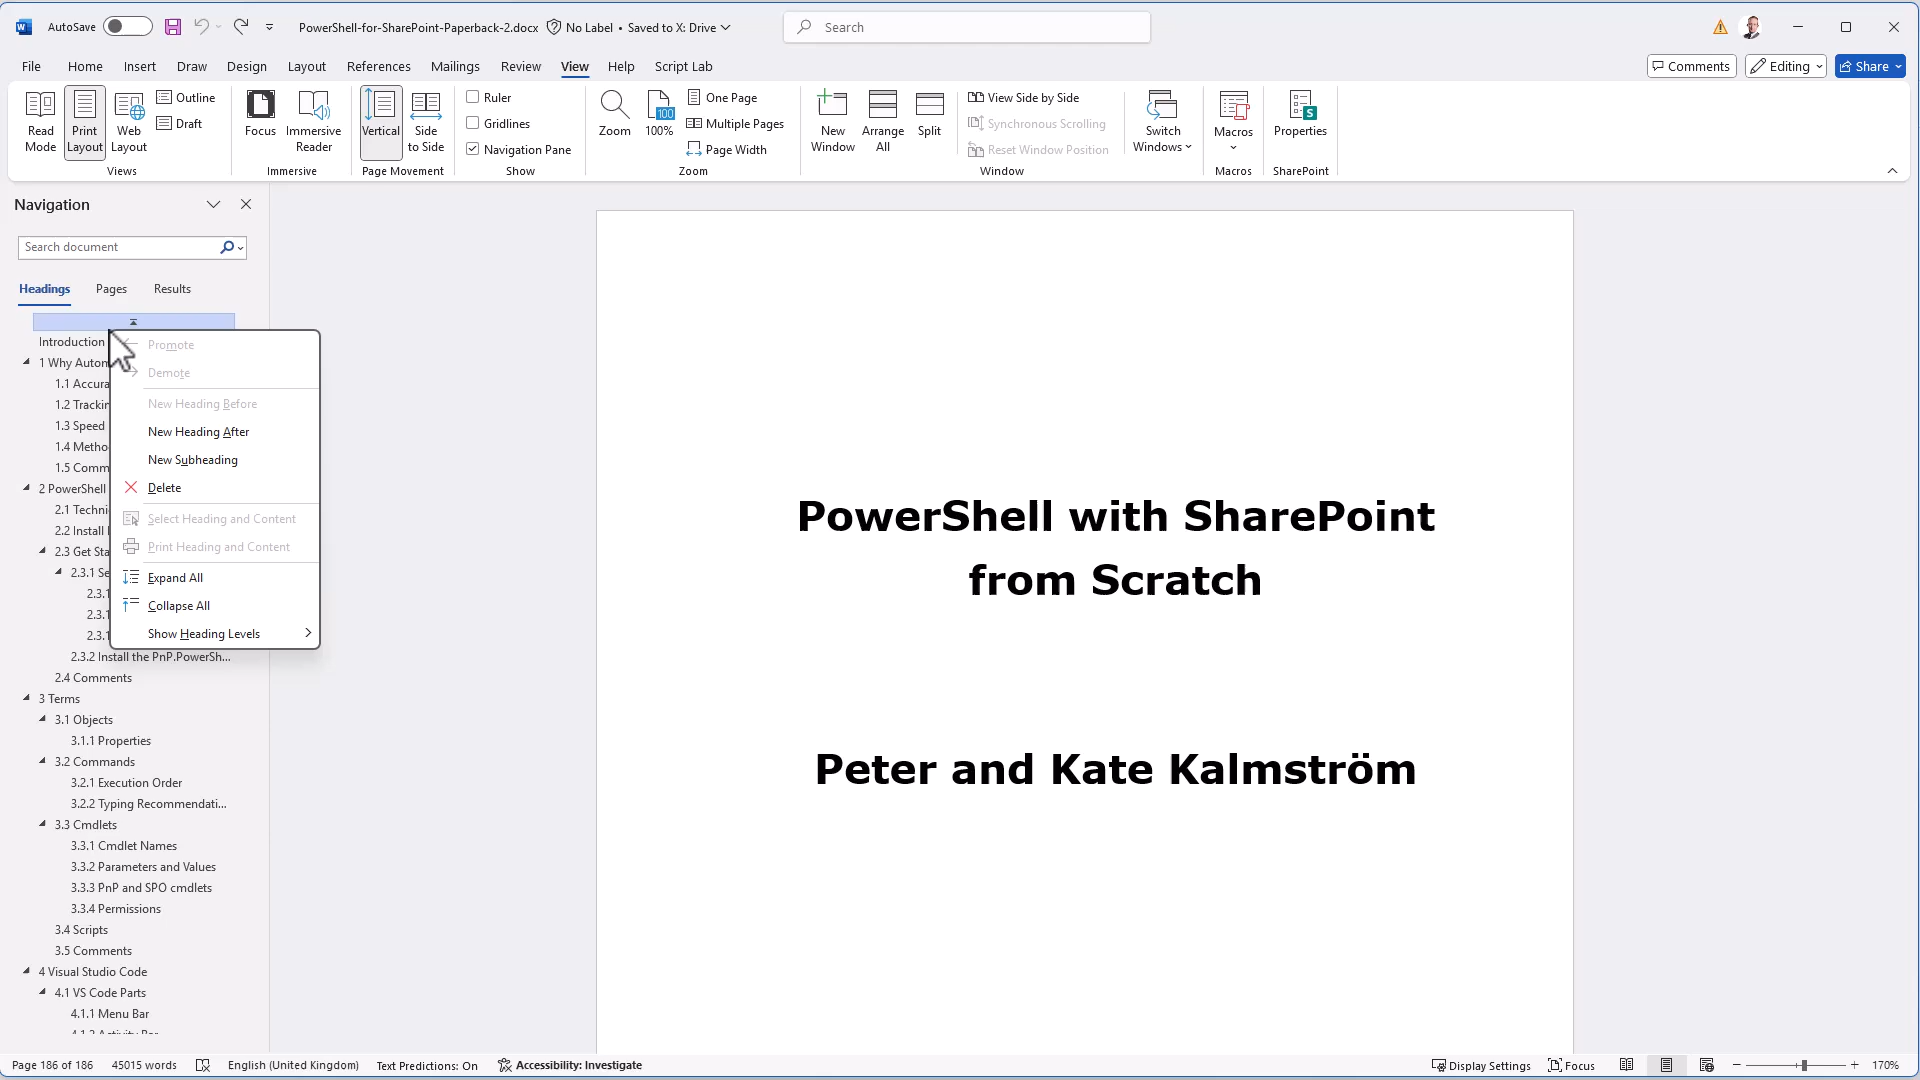 AutoSave
PowerShell-for-SharePoint-Paperback-2.docx
No Label • Saved to X: Drive
Search
File Home Insert Draw Design Layout References Mailings Review View Help Script Lab
Comments
Editing
Share
Read Mode
Print Layout
Web Layout
Outline
Draft
Views
Focus
Immersive Reader
Immersive
Vertical
Side to Side
Page Movement
Ruler
Gridlines
Navigation Pane
Show
Zoom
100
100%
One Page
Multiple Pages
Page Width
Zoom
New Window
Arrange All
Split
View Side by Side
Synchronous Scrolling
Reset Window Position
Window
Switch Windows
Macros
Macros
Properties
SharePoint
Navigation
Search document
Headings Pages Results
Introduction
1 Why Autom
1.1 Accura
1.2 Trackin
1.3 Speed
1.4 Metho
1.5 Comm
2 PowerShell
2.1 Techni
2.2 Install
2.3 Get Sta
2.3.1 Se
2.3.1
2.3.1
2.3.1
2.3.2 Install the PnP.PowerSh...
2.4 Comments
3 Terms
3.1 Objects
3.1.1 Properties
3.2 Commands
3.2.1 Execution Order
3.2.2 Typing Recommendati...
3.3 Cmdlets
3.3.1 Cmdlet Names
3.3.2 Parameters and Values
3.3.3 PnP and SPO cmdlets
3.3.4 Permissions
3.4 Scripts
3.5 Comments
4 Visual Studio Code
4.1 VS Code Parts
4.1.1 Menu Bar
Promote
Demote
New Heading Before
New Heading After
New Subheading
Delete
Select Heading and Content
Print Heading and Content
Expand All
Collapse All
Show Heading Levels
PowerShell with SharePoint
from Scratch
Peter and Kate Kalmström
Page 186 of 186
45015 words
English (United Kingdom)
Text Predictions: On
Accessibility: Investigate
Display Settings
Focus
170%